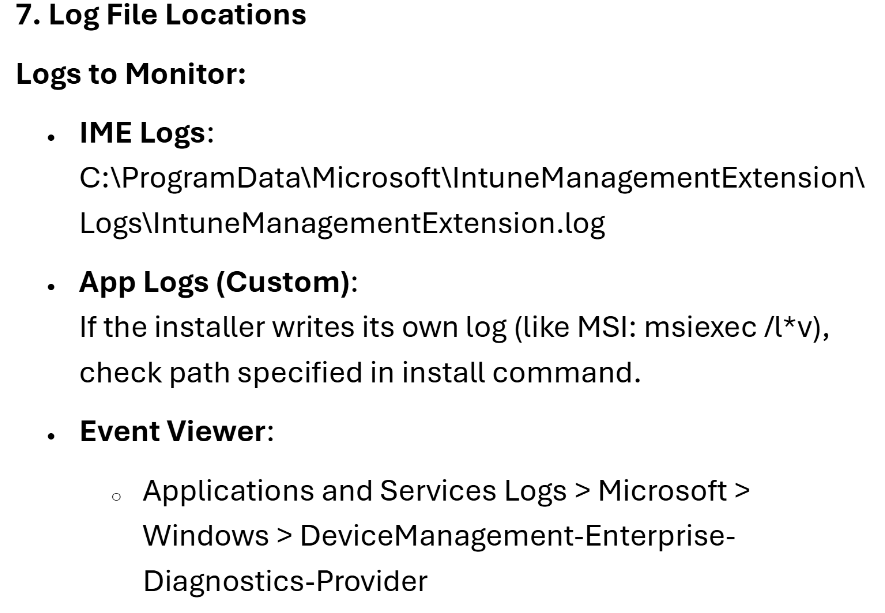 7. Log File Locations
Logs to Monitor:
• IME Logs:
C:\ProgramData\Microsoft\IntuneManagementExtension\
Logs\IntuneManagementExtension.log
• App Logs (Custom):
If the installer writes its own log (like MSI: msiexec /l*v),
check path specified in install command.
• Event Viewer:
○ Applications and Services Logs > Microsoft >
Windows > DeviceManagement-Enterprise-
Diagnostics-Provider